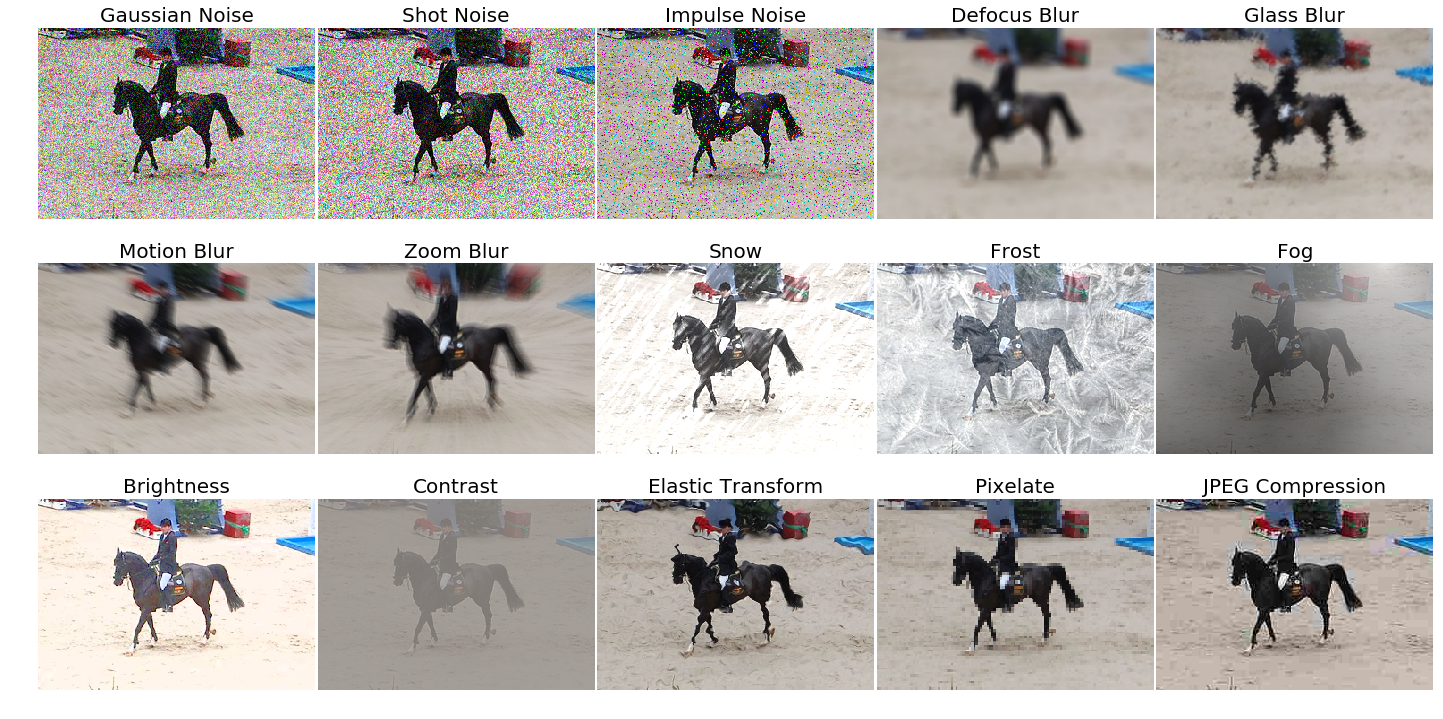 Gaussian Noise
Shot Noise
Impulse Noise
Defocus Blur
Glass Blur
Motion Blur
Zoom Blur
Snow
Frost
Fog
Brightness
Contrast
Elastic Transform
Pixelate
JPEG Compression